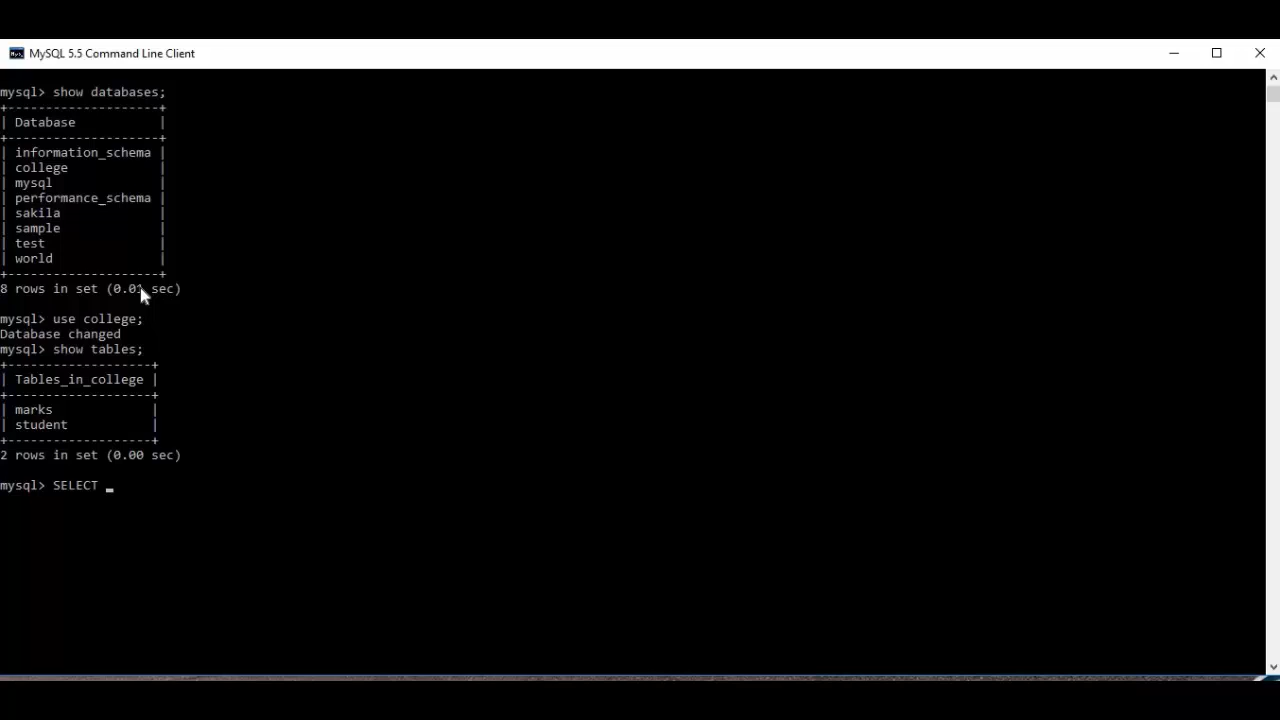 MySQL 5.5 Command Line Client
mysql> show databases;
+--------------------+
| Database           |
+--------------------+
| information_schema |
| college            |
| mysql              |
| performance_schema |
| sakila             |
| sample             |
| test               |
| world              |
+--------------------+
8 rows in set (0.01 sec)
mysql> use college;
Database changed
mysql> show tables;
+-------------------+
| Tables_in_college |
+-------------------+
| marks             |
| student           |
+-------------------+
2 rows in set (0.00 sec)
mysql> SELECT _